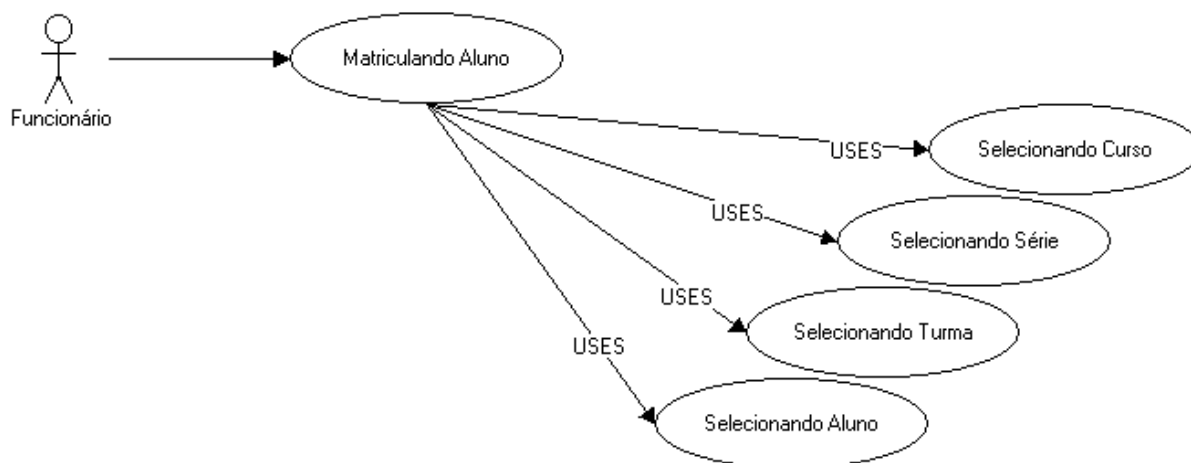 Matriculando Aluno
Funcionário
USES
Selecionando Curso
USES
Selecionando Série
USES
Selecionando Turma
USES
Selecionando Aluno